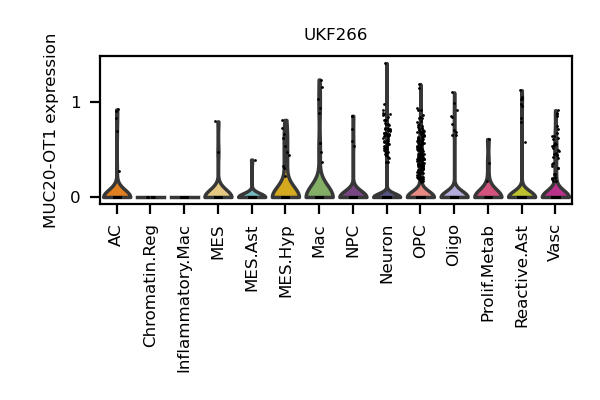 UKF266
MUC20-OT1 expression
1
0
AC
Chromatin.Reg
Inflammatory.Mac
MES
MES.Ast
MES.Hyp
Mac
NPC
Neuron
OPC
Oligo
Prolif.Metab
Reactive.Ast
Vasc